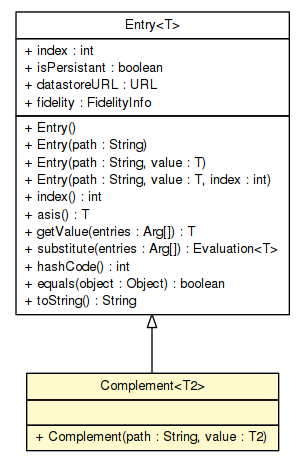 Entry<T>
+ index : int
+ isPersistant : boolean
+ datastoreURL : URL
+ fidelity : FidelityInfo
+ Entry()
+ Entry(path : String)
+ Entry(path : String, value : T)
+ Entry(path : String, value : T, index : int)
+ index() : int
+ asis() : T
+ getValue(entries : Arg[]) : T
+ substitute(entries : Arg[]) : Evaluation<T>
+ hashCode() : int
+ equals(object : Object) : boolean
+ toString() : String
Complement<T2>
+ Complement(path : String, value : T2)